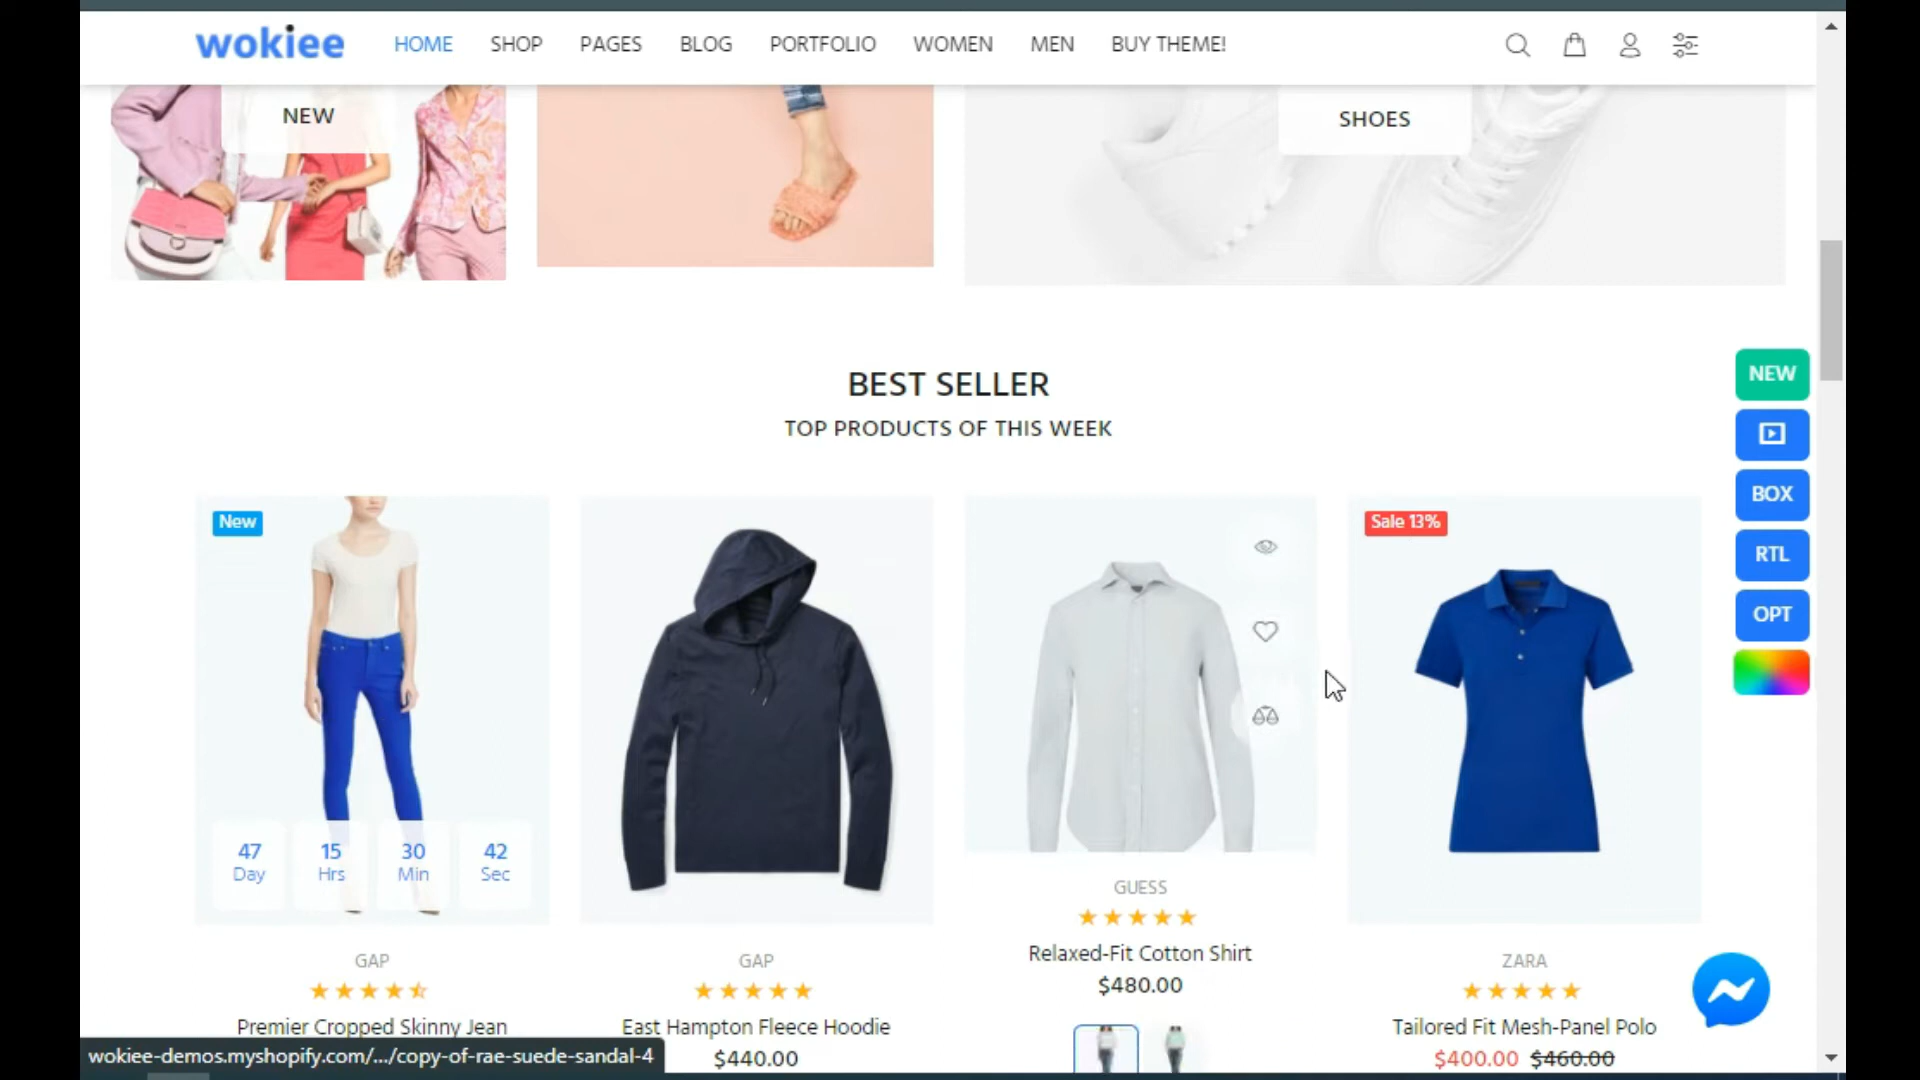 wokiee HOME SHOP PAGES BLOG PORTFOLIO WOMEN MEN BUY THEME!
NEW
SHOES
BEST SELLER
TOP PRODUCTS OF THIS WEEK
NEW
BOX
RTL
OPT
New
Sale 13%
47 15 30 42
Day Hrs Min Sec
GAP
Premier Cropped Skinny Jean
GAP
East Hampton Fleece Hoodie
$440.00
GUESS
Relaxed-Fit Cotton Shirt
$480.00
ZARA
Tailored Fit Mesh-Panel Polo
$400.00 $460.00
wokiee-demos.myshopify.com/.../copy-of-rae-suede-sandal-4